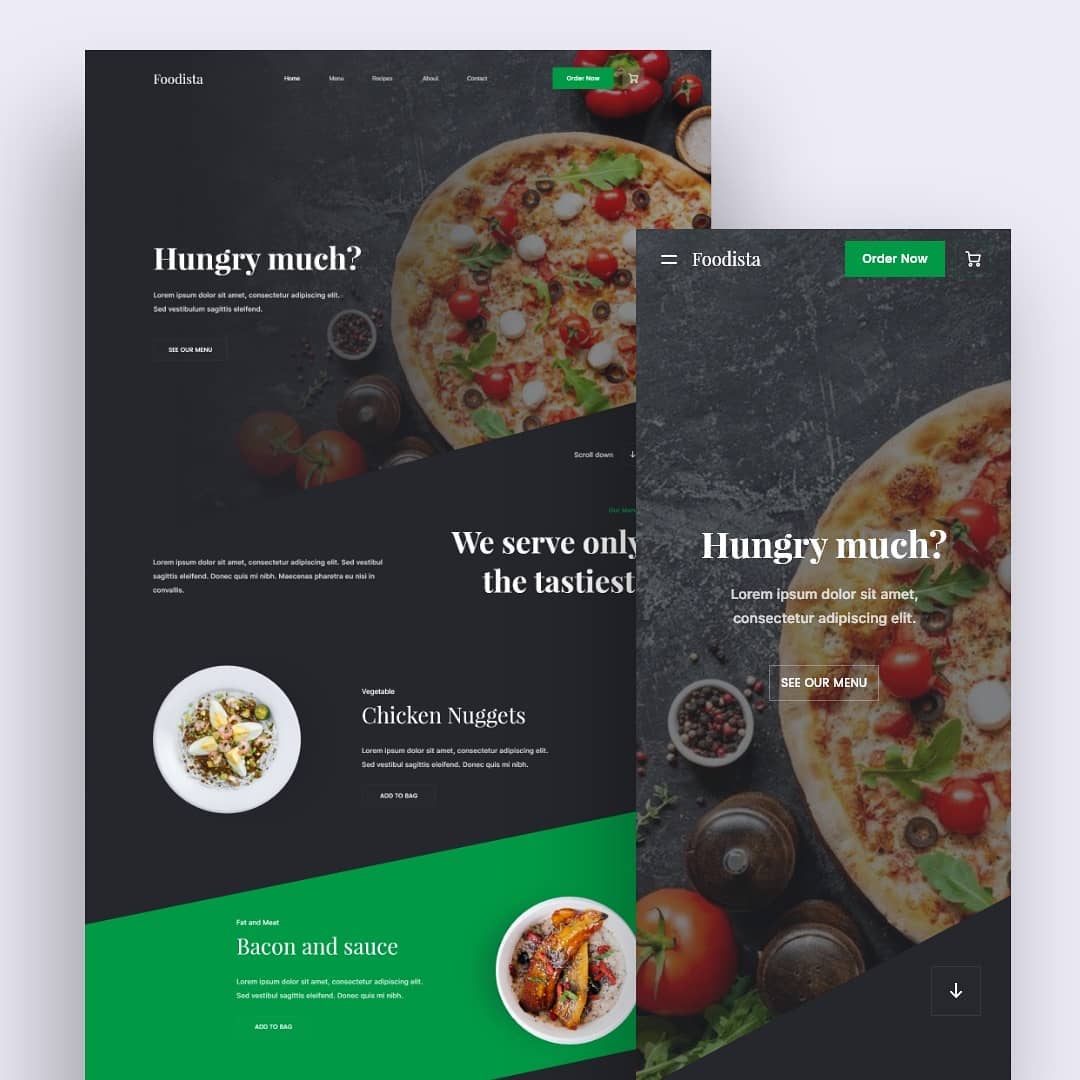 Foodista
Home Menu Recipes About Contact
Order Now
Hungry much?
Lorem ipsum dolor sit amet, consectetur adipiscing elit.
Sed vestibulum sagittis eleifend.
SEE OUR MENU
Scroll down
Our Menu
We serve only
the tastiest
Lorem ipsum dolor sit amet, consectetur adipiscing elit. Sed vestibul
sagittis eleifend. Donec quis mi nibh. Maecenas pharetra eu nisi in
convallis.
Vegetable
Chicken Nuggets
Lorem ipsum dolor sit amet, consectetur adipiscing elit.
Sed vestibul sagittis eleifend. Donec quis mi nibh.
ADD TO BAG
Fat and Meat
Bacon and sauce
Lorem ipsum dolor sit amet, consectetur adipiscing elit.
Sed vestibul sagittis eleifend. Donec quis mi nibh.
ADD TO BAG
Foodista
Order Now
Hungry much?
Lorem ipsum dolor sit amet,
consectetur adipiscing elit.
SEE OUR MENU